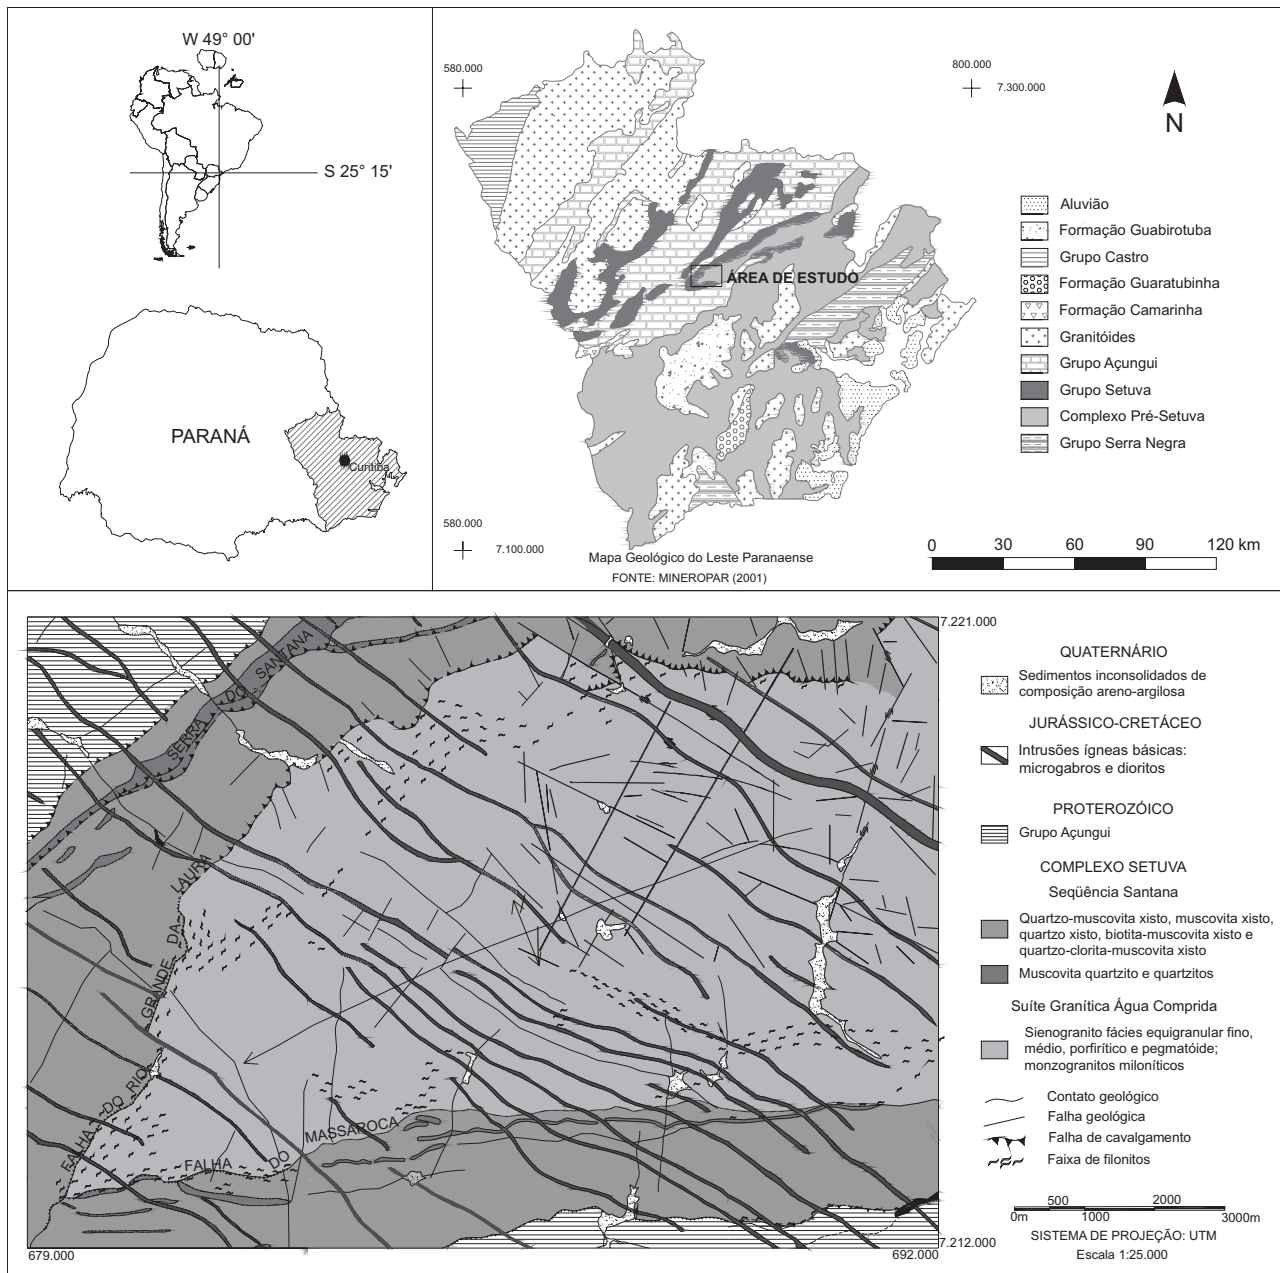 W 49° 00'
S 25° 15'
PARANÁ
Curitiba
580.000
800.000
7.300.000
N
ÁREA DE ESTUDO
Aluvião
Formação Guabirotuba
Grupo Castro
Formação Guaratubinha
Formação Camarinha
Granitóides
Grupo Açungui
Grupo Setuva
Complexo Pré-Setuva
Grupo Serra Negra
580.000
7.100.000
Mapa Geológico do Leste Paranaense
FONTE: MINEROPAR (2001)
0 30 60 90 120 km
7.221.000
SERRA DO SANTANA
FALHA DO RIO GRANDE DA LAURA
FALHA DO MASSAROCA
7.212.000
679.000
692.000
QUATERNÁRIO
Sedimentos inconsolidados de
composição areno-argilosa
JURÁSSICO-CRETÁCEO
Intrusões ígneas básicas:
microgabros e dioritos
PROTEROZÓICO
Grupo Açungui
COMPLEXO SETUVA
Seqüência Santana
Quartzo-muscovita xisto, muscovita xisto,
quartzo xisto, biotita-muscovita xisto e
quartzo-clorita-muscovita xisto
Muscovita quartzito e quartzitos
Suíte Granítica Água Comprida
Sienogranito fácies equigranular fino,
médio, porfirítico e pegmatóide;
monzogranitos miloníticos
Contato geológico
Falha geológica
Falha de cavalgamento
Faixa de filonitos
500 2000
0m 1000 3000m
SISTEMA DE PROJEÇÃO: UTM
Escala 1:25.000